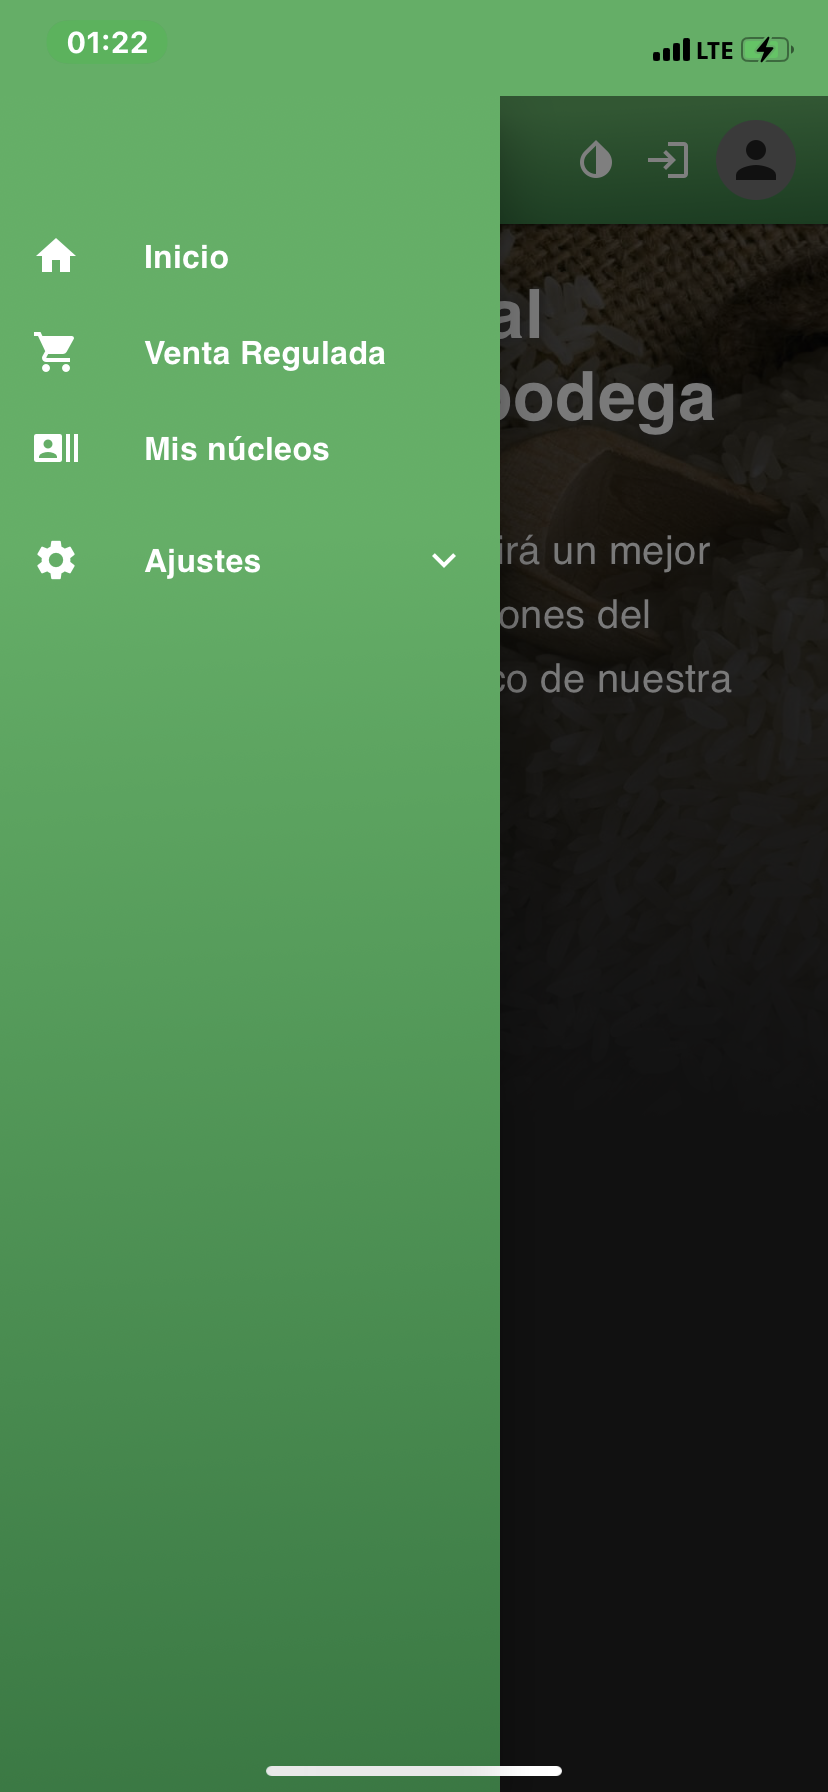 01:22
LTE
Inicio
Venta Regulada
Mis núcleos
Ajustes
al
bodega
irá un mejor
ones del
co de nuestra